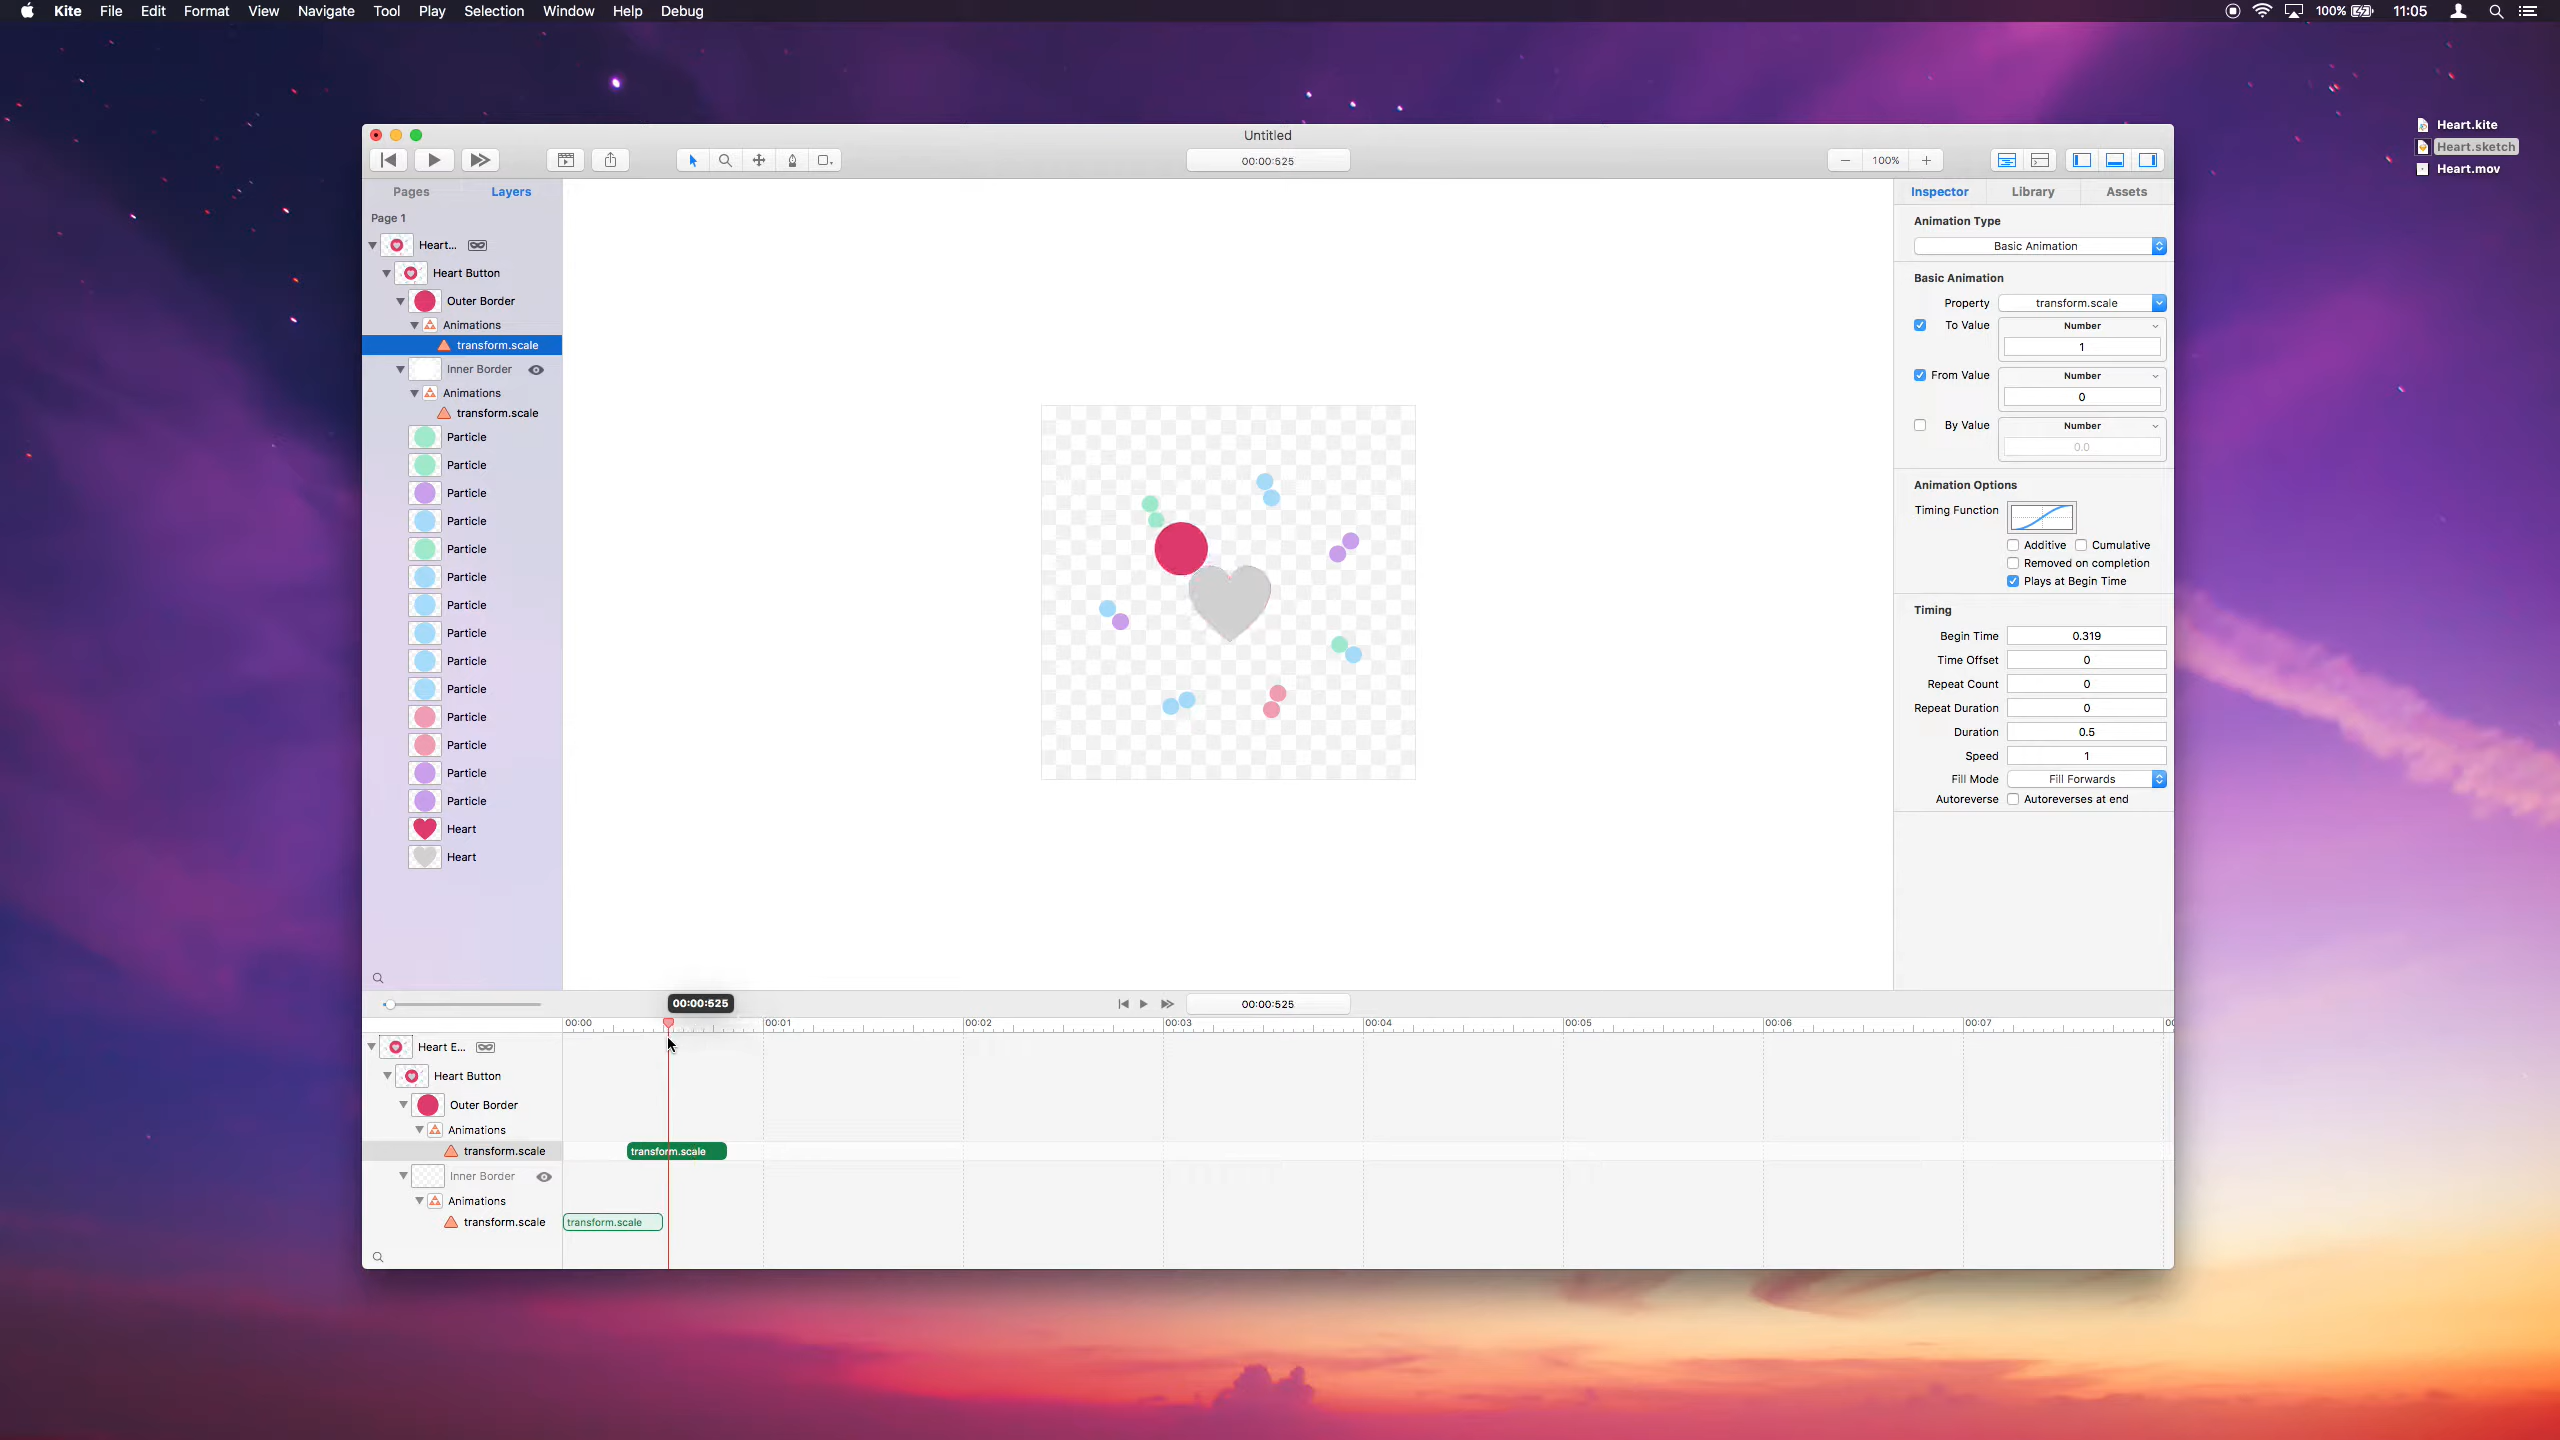 Kite File Edit Format View Navigate Tool Play Selection Window Help Debug
100% 11:05
Heart.kite
Heart.sketch
Heart.mov
Untitled
00:00:525
100%
Pages Layers
Page 1
Heart...
Heart Button
Outer Border
Animations
transform.scale
Inner Border
Animations
transform.scale
Particle
Particle
Particle
Particle
Particle
Particle
Particle
Particle
Particle
Particle
Particle
Particle
Particle
Particle
Heart
Heart
Inspector Library Assets
Animation Type
Basic Animation
Basic Animation
Property transform.scale
To Value Number
1
From Value Number
0
By Value Number
0.0
Animation Options
Timing Function
Additive Cumulative
Removed on completion
Plays at Begin Time
Timing
Begin Time 0.319
Time Offset 0
Repeat Count 0
Repeat Duration 0
Duration 0.5
Speed 1
Fill Mode Fill Forwards
Autoreverse Autoreverses at end
00:00:525
00:00:525
00:00 00:01 00:02 00:03 00:04 00:05 00:06 00:07
Heart E...
Heart Button
Outer Border
Animations
transform.scale transform.scale
Inner Border
Animations
transform.scale transform.scale